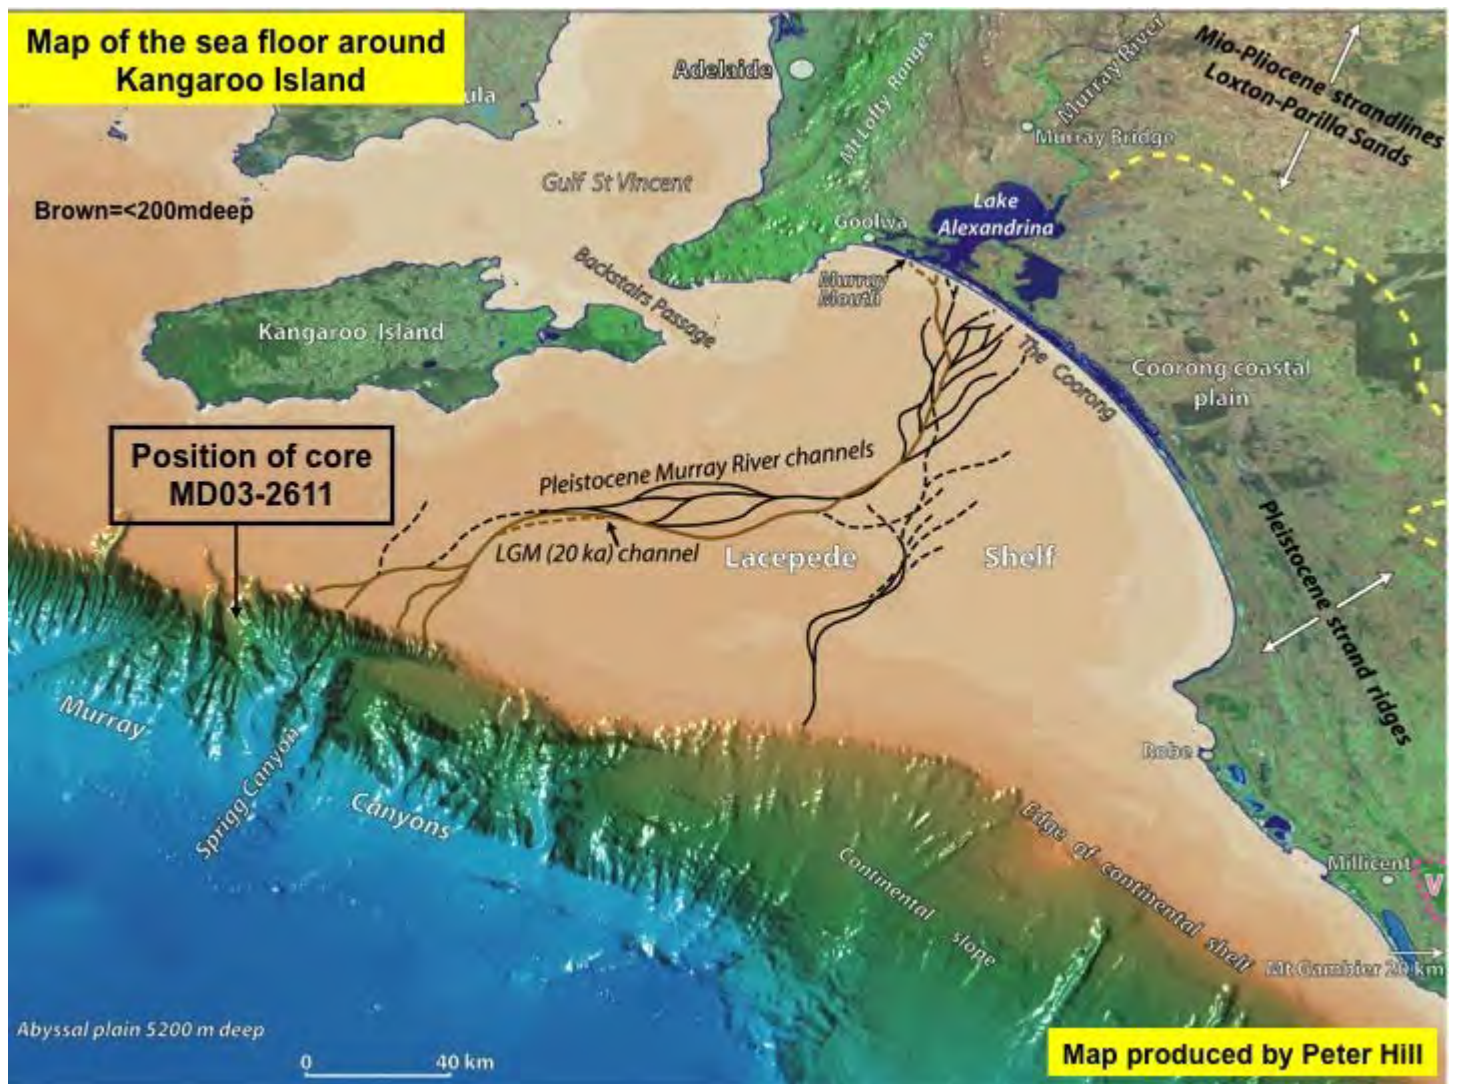 Map of the sea floor around
Kangaroo Island
ula
Adelaide
Mt Lofty Ranges
Murray River
Mio-Pliocene strandlines
Loxton-Parilla Sands
Murray Bridge
Gulf St Vincent
Brown=<200mdeep
Lake
Alexandrina
Goolwa
Murray
Mouth
Backstairs Passage
Kangaroo Island
The Coorong
Coorong coastal
plain
Position of core
MD03-2611
Pleistocene Murray River channels
LGM (20 ka) channel
Lacepede Shelf
Pleistocene strand ridges
Murray
Sprigg Canyon
Canyons
Robe
Edge of continental shelf
Continental slope
Millicent
V
Mt Gambier 20 km
Abyssal plain 5200 m deep
0 40 km
Map produced by Peter Hill